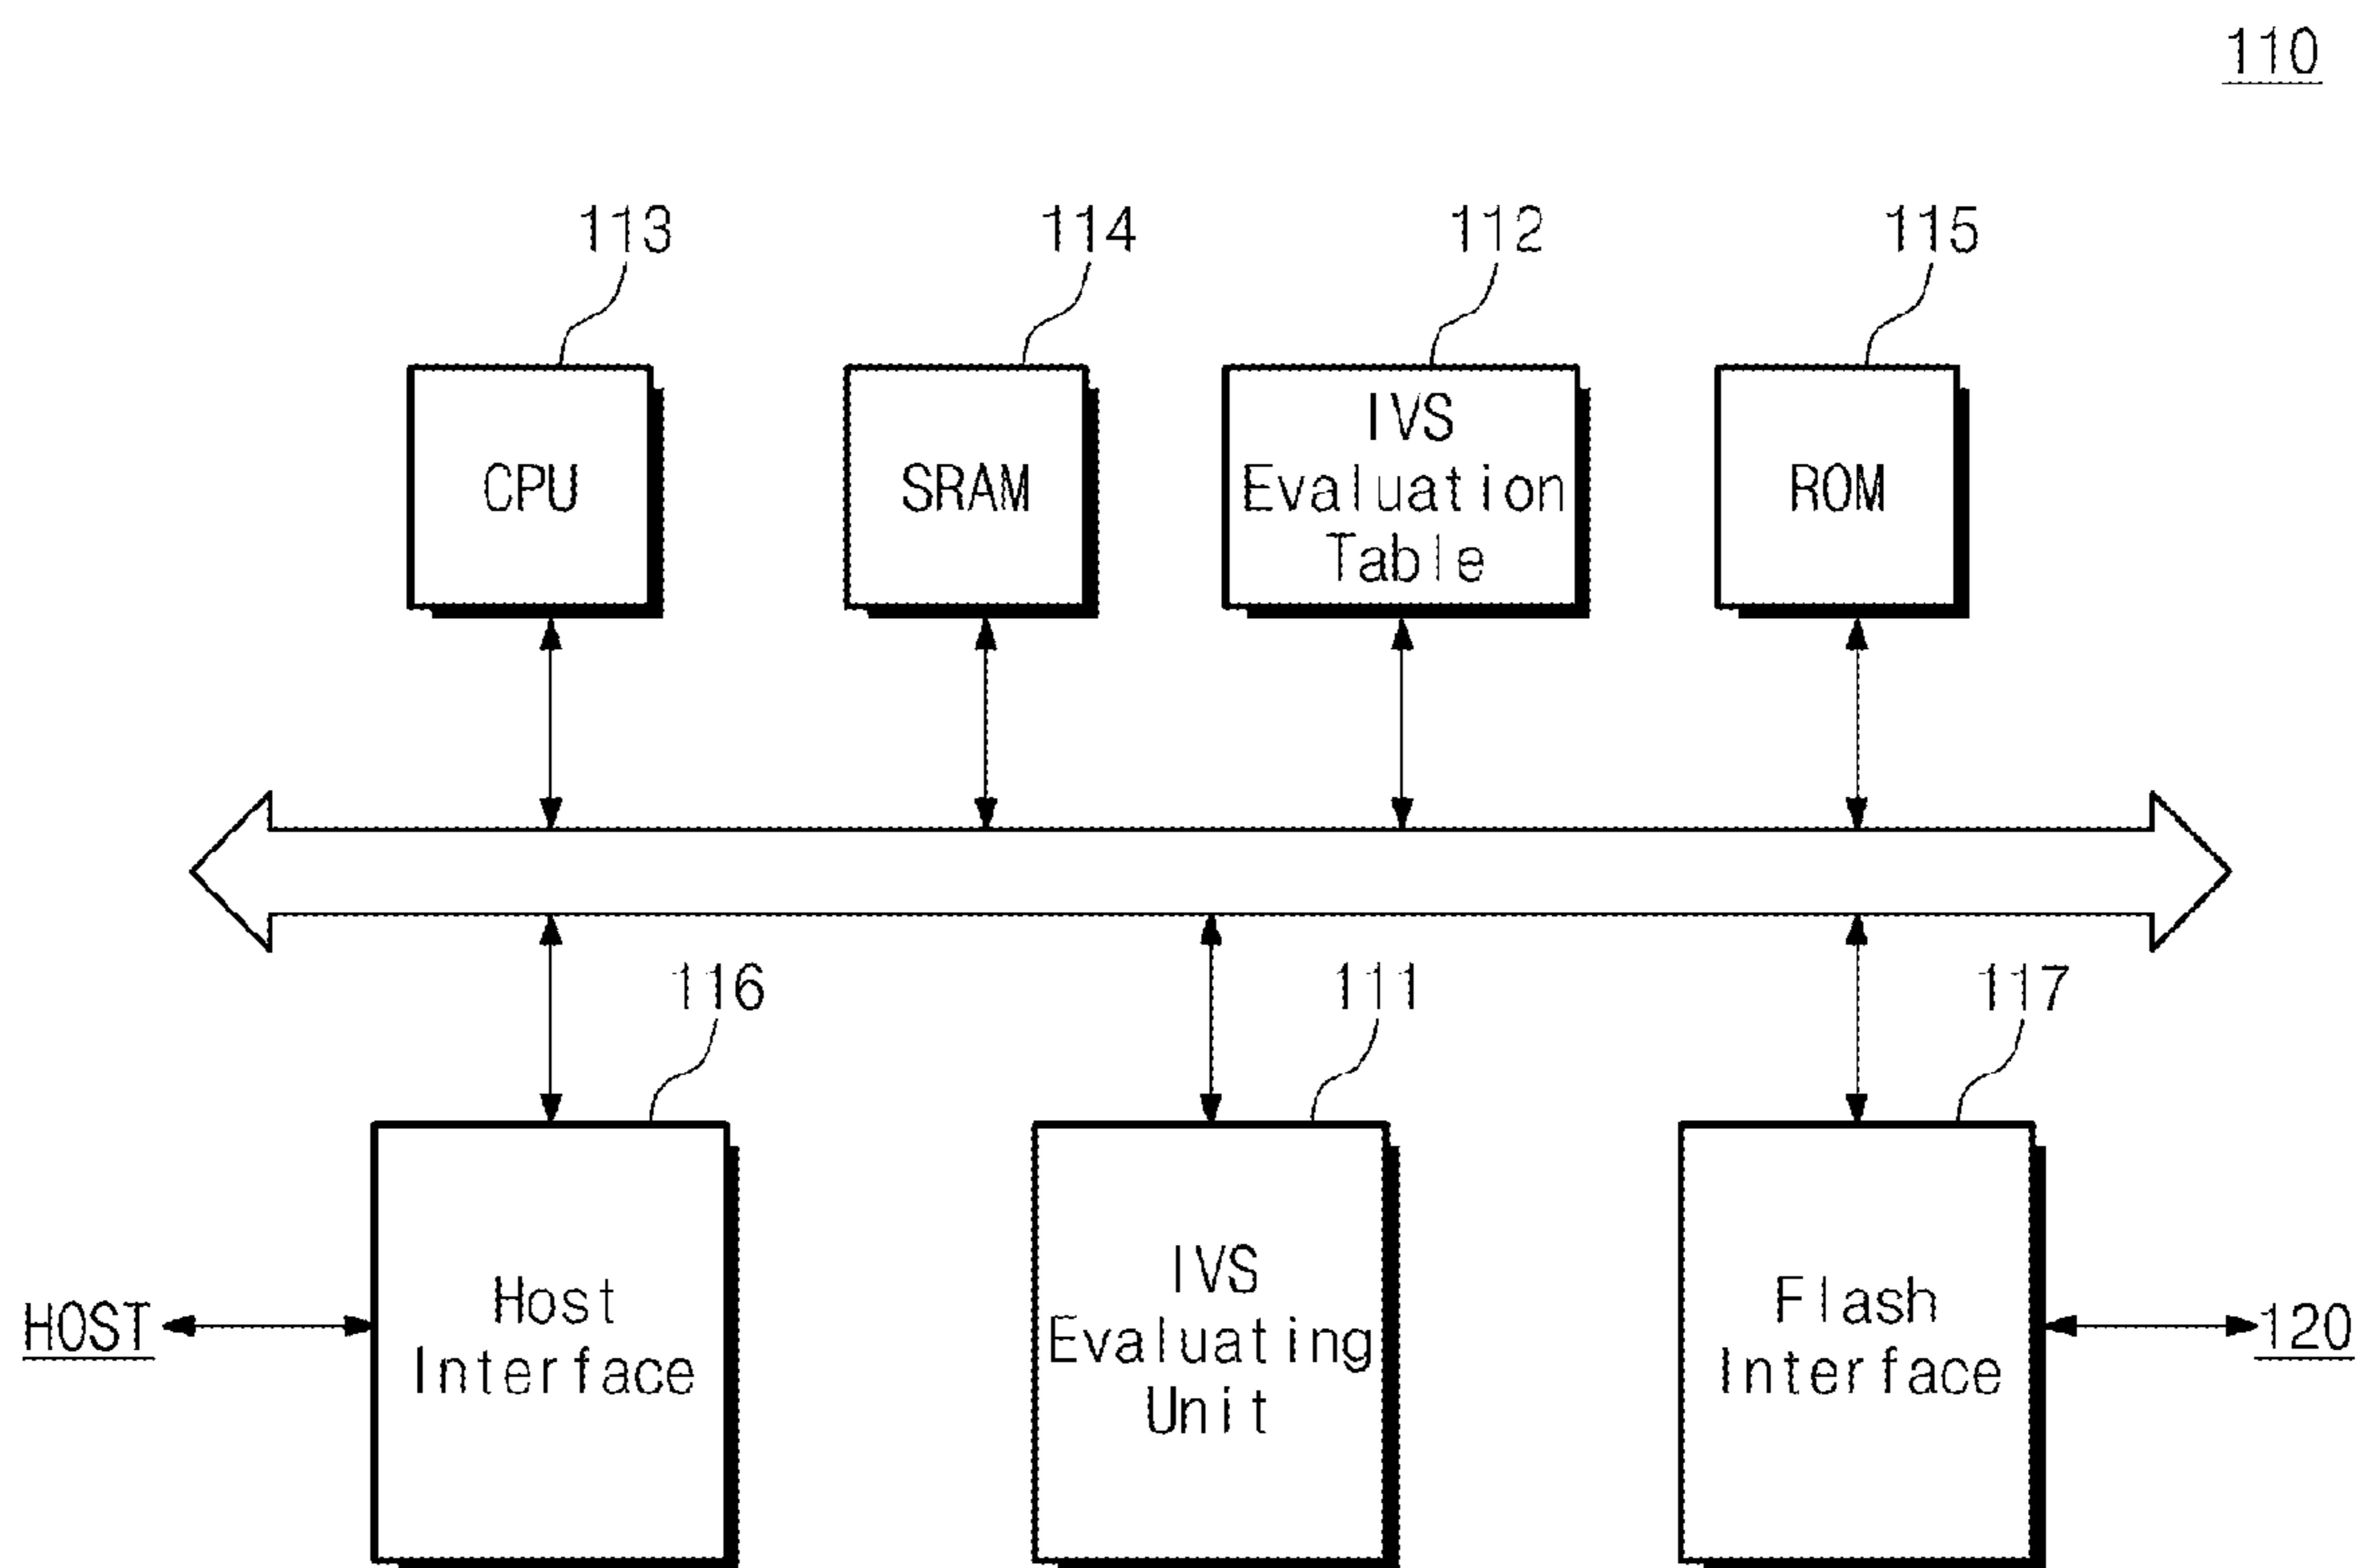 110
113
114
112
115
CPU
SRAM
IVS
Evaluation
Table
ROM
116
111
117
HOST
Host
Interface
IVS
Evaluating
Unit
Flash
Interface
120